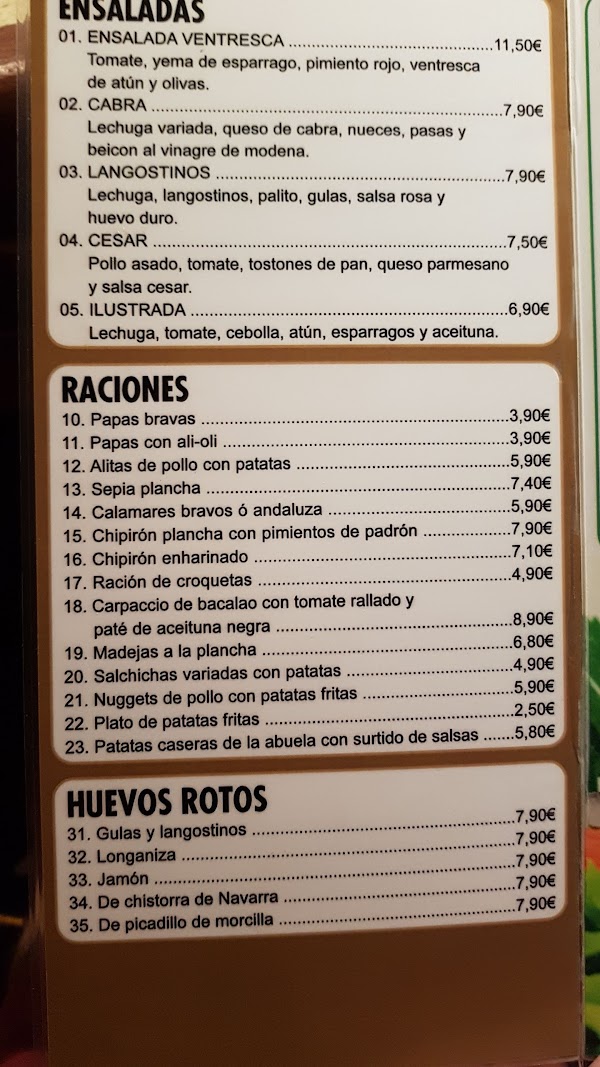 ENSALADAS
01. ENSALADA VENTRESCA ..........................................11,50€
Tomate, yema de esparrago, pimiento rojo, ventresca
de atún y olivas.
02. CABRA ........................................................................7,90€
Lechuga variada, queso de cabra, nueces, pasas y
beicon al vinagre de modena.
03. LANGOSTINOS ............................................................7,90€
Lechuga, langostinos, palito, gulas, salsa rosa y
huevo duro.
04. CESAR ........................................................................7,50€
Pollo asado, tomate, tostones de pan, queso parmesano
y salsa cesar.
05. ILUSTRADA .................................................................6,90€
Lechuga, tomate, cebolla, atún, esparragos y aceituna.
RACIONES
10. Papas bravas ..............................................................3,90€
11. Papas con ali-oli ..........................................................3,90€
12. Alitas de pollo con patatas ...........................................5,90€
13. Sepia plancha .............................................................7,40€
14. Calamares bravos ó andaluza .....................................5,90€
15. Chipirón plancha con pimientos de padrón .................7,90€
16. Chipirón enharinado ....................................................7,10€
17. Ración de croquetas ...................................................4,90€
18. Carpaccio de bacalao con tomate rallado y
paté de aceituna negra ................................................8,90€
19. Madejas a la plancha ..................................................6,80€
20. Salchichas variadas con patatas .................................4,90€
21. Nuggets de pollo con patatas fritas .............................5,90€
22. Plato de patatas fritas .................................................2,50€
23. Patatas caseras de la abuela con surtido de salsas ......5,80€
HUEVOS ROTOS
31. Gulas y langostinos .....................................................7,90€
32. Longaniza ...................................................................7,90€
33. Jamón .........................................................................7,90€
34. De chistorra de Navarra ..............................................7,90€
35. De picadillo de morcilla ...............................................7,90€